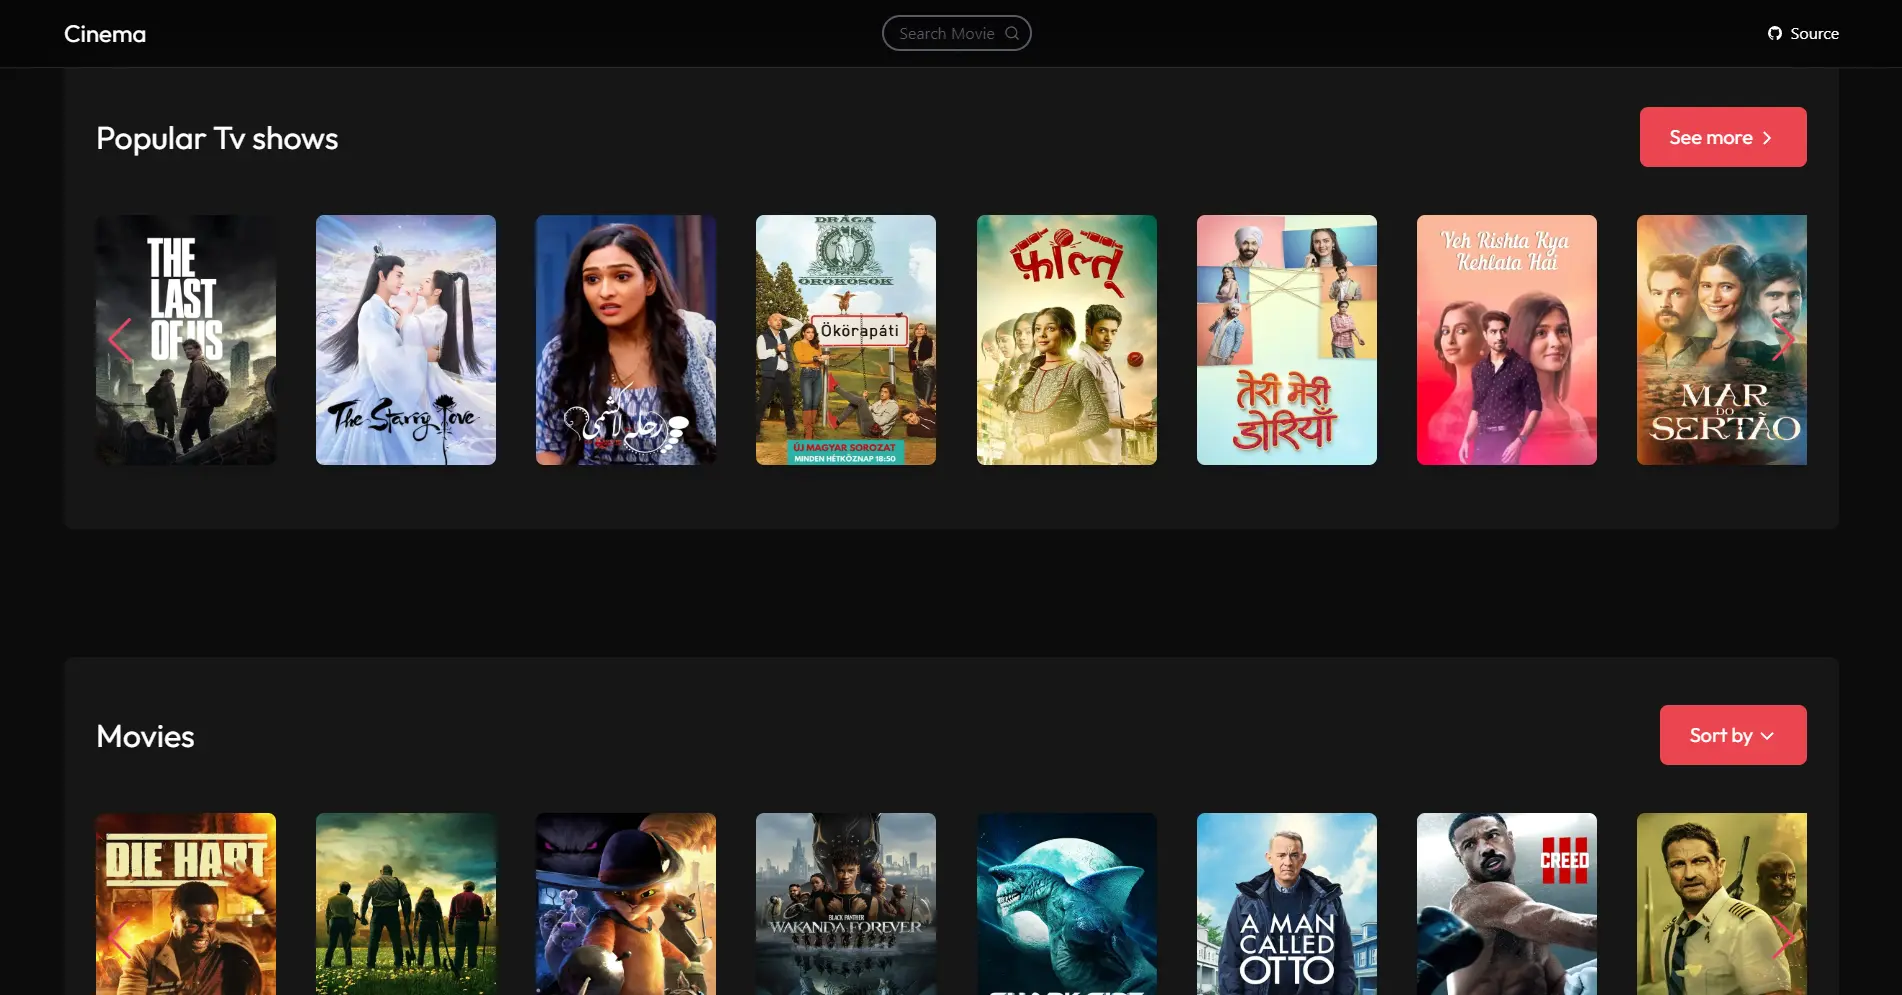 Cinema
Search Movie
Source
Popular Tv shows
See more
THE
LAST
OF US
The Starry Love
DRÁGA
ÖRÖKÖSÖK
Ökörapáti
ÚJ MAGYAR SOROZAT
MINDEN HÉTKÖZNAP 18:50
फ़ालतू
तेरी मेरी
डोरियाँ
Yeh Rishta Kya
Kehlata Hai
MAR
DO
SERTÃO
Movies
Sort by
DIE HART
BLACK PANTHER
WAKANDA FOREVER
A MAN
CALLED
OTTO
CREED
III